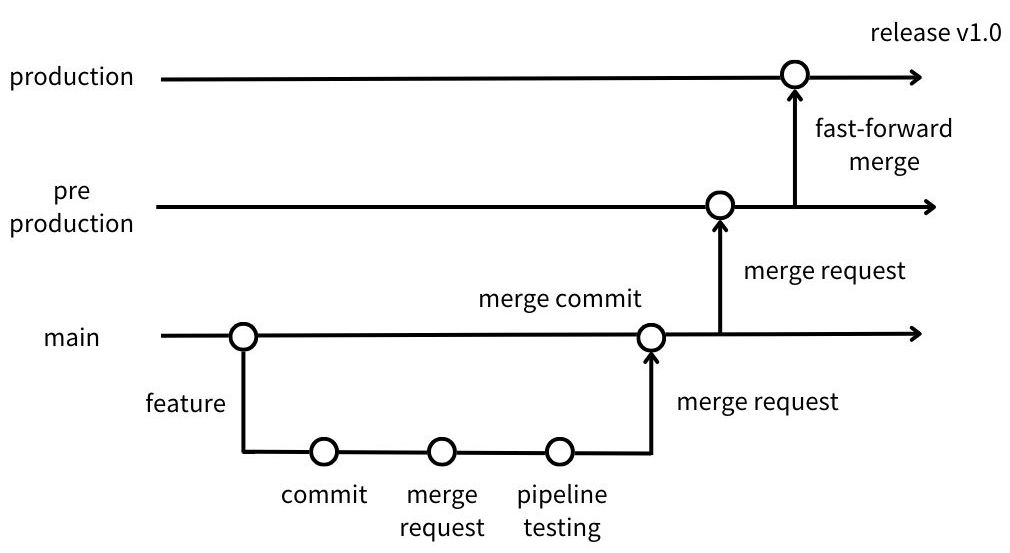 release v1.0
production
fast-forward
merge
pre
production
merge request
merge commit
main
feature
merge request
commit
merge
request
pipeline
testing